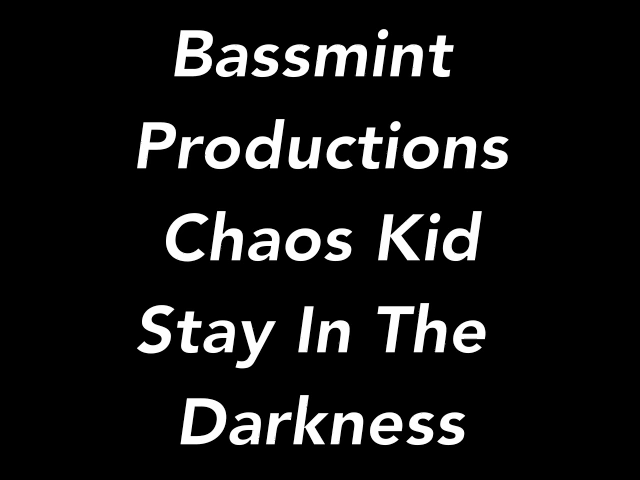 Bassmint
Productions
Chaos Kid
Stay In The
Darkness